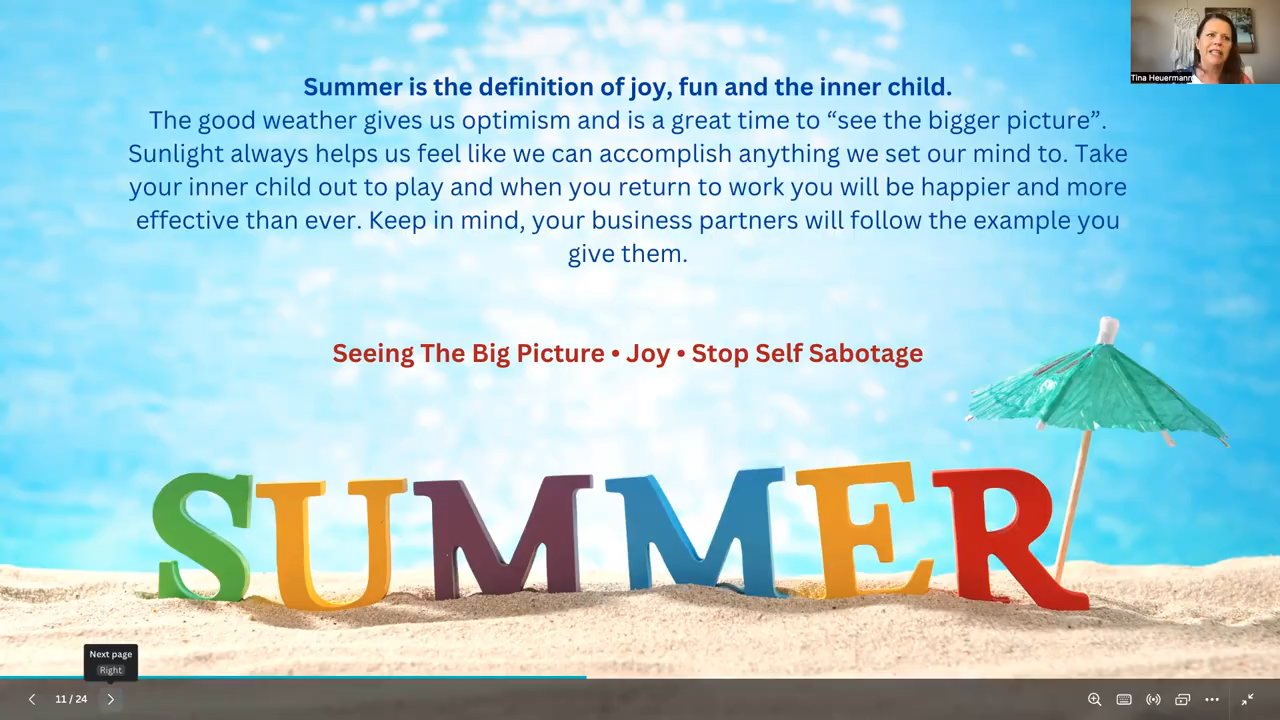 Summer is the definition of joy, fun and the inner child.
The good weather gives us optimism and is a great time to “see the bigger picture”.
Sunlight always helps us feel like we can accomplish anything we set our mind to. Take
your inner child out to play and when you return to work you will be happier and more
effective than ever. Keep in mind, your business partners will follow the example you
give them.
Tina Heuermann
Seeing The Big Picture • Joy • Stop Self Sabotage
SUMMER
Next page
Right
11 / 24